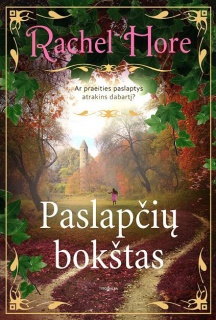 Rachel Hore
Ar praeities paslaptys
atrakins dabartį?
Paslapčių
bokštas